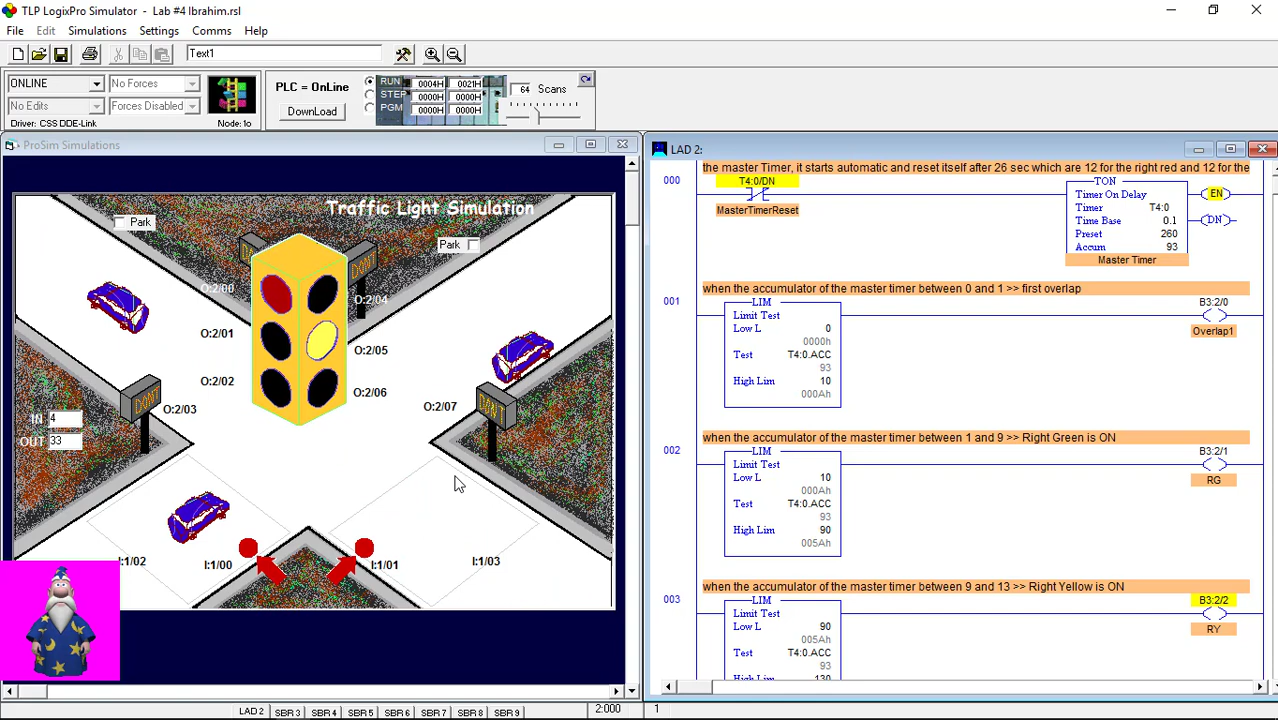 TLP LogixPro Simulator - Lab #4 Ibrahim.rsl
File Edit Simulations Settings Comms Help
Text1
ONLINE
No Forces
No Edits
Forces Disabled
Driver: CSS DDE-Link
Node: 1o
PLC = OnLine
DownLoad
RUN 0004H 0021H
STEP 0000H 0000H
PGM 0000H 0000H
64 Scans
ProSim Simulations
Traffic Light Simulation
Park
Park
DONT
O:2/00
O:2/04
O:2/01
O:2/05
O:2/02
O:2/06
DONT
O:2/03
O:2/07
DONT
IN 4
OUT 33
I:1/02
I:1/00
I:1/01
I:1/03
LAD 2:
the master Timer, it starts automatic and reset itself after 26 sec which are 12 for the right red and 12 for the
000
T4:0/DN
MasterTimerReset
TON
Timer On Delay
Timer T4:0
Time Base 0.1
Preset 260
Accum 93
Master Timer
EN
DN
when the accumulator of the master timer between 0 and 1 >> first overlap
001
LIM
Limit Test
Low L 0
0000h
Test T4:0.ACC
93
High Lim 10
000Ah
B3:2/0
Overlap1
when the accumulator of the master timer between 1 and 9 >> Right Green is ON
002
LIM
Limit Test
Low L 10
000Ah
Test T4:0.ACC
93
High Lim 90
005Ah
B3:2/1
RG
when the accumulator of the master timer between 9 and 13 >> Right Yellow is ON
003
LIM
Limit Test
Low L 90
005Ah
Test T4:0.ACC
93
High Lim 130
B3:2/2
RY
LAD 2 SBR 3 SBR 4 SBR 5 SBR 6 SBR 7 SBR 8 SBR 9
2:000
1